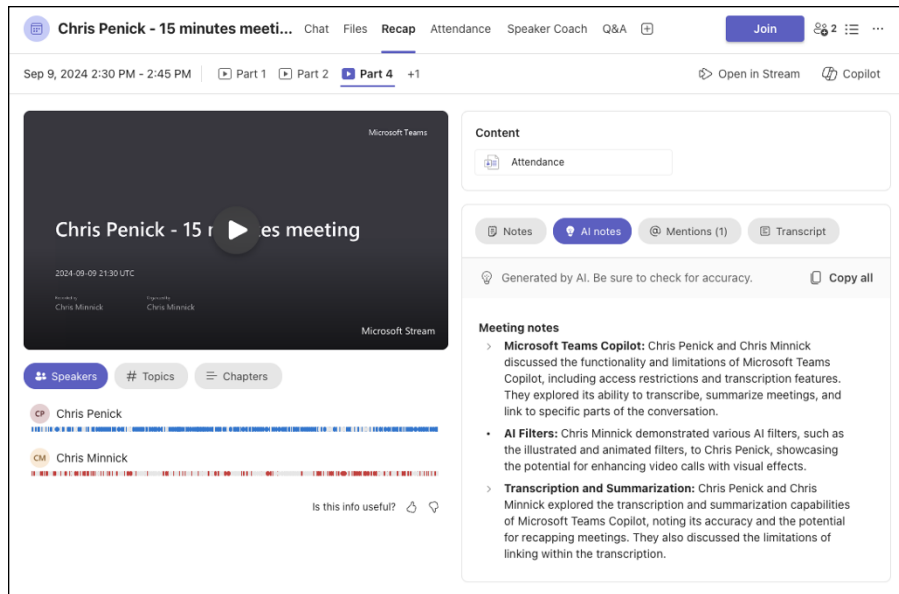 Chris Penick - 15 minutes meeti... Chat Files Recap Attendance Speaker Coach Q&A Join 2 ...
Sep 9, 2024 2:30 PM - 2:45 PM Part 1 Part 2 Part 4 +1 Open in Stream Copilot
Microsoft Teams
Chris Penick - 15 es meeting
2024-09-09 21:30 UTC
Recorded by Organized by
Chris Minnick Chris Minnick
Microsoft Stream
Speakers # Topics Chapters
CP Chris Penick
CM Chris Minnick
Is this info useful?
Content
Attendance
Notes AI notes @ Mentions (1) Transcript
Generated by AI. Be sure to check for accuracy. Copy all
Meeting notes
> Microsoft Teams Copilot: Chris Penick and Chris Minnick
discussed the functionality and limitations of Microsoft Teams
Copilot, including access restrictions and transcription features.
They explored its ability to transcribe, summarize meetings, and
link to specific parts of the conversation.
• AI Filters: Chris Minnick demonstrated various AI filters, such as
the illustrated and animated filters, to Chris Penick, showcasing
the potential for enhancing video calls with visual effects.
> Transcription and Summarization: Chris Penick and Chris
Minnick explored the transcription and summarization capabilities
of Microsoft Teams Copilot, noting its accuracy and the potential
for recapping meetings. They also discussed the limitations of
linking within the transcription.